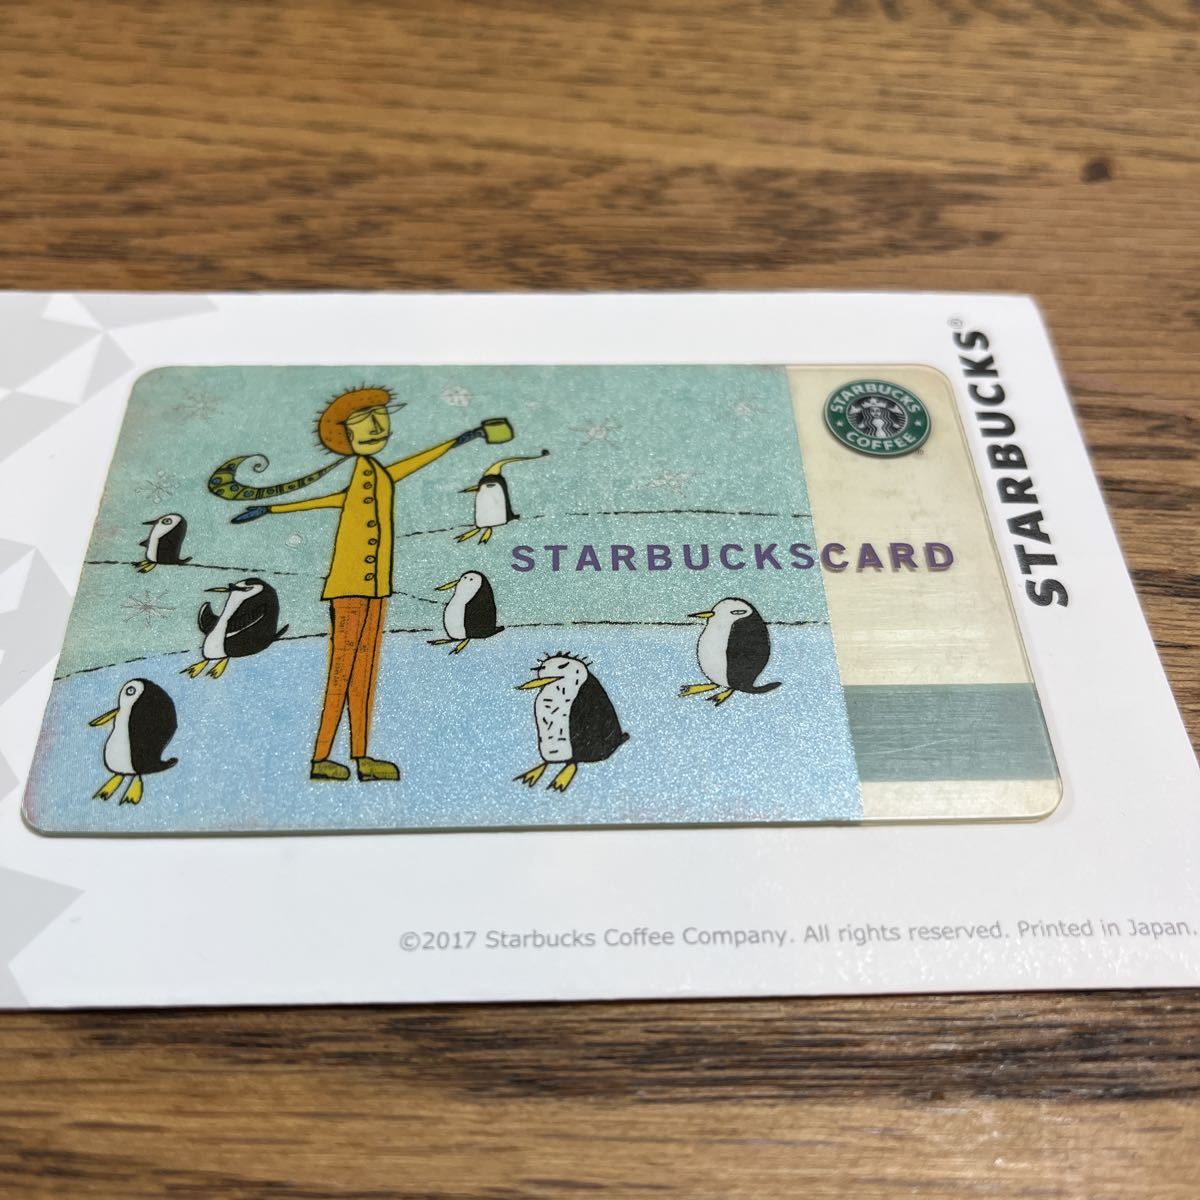 STARBUCKS®
STARBUCKS
COFFEE
STARBUCKSCARD
©2017 Starbucks Coffee Company. All rights reserved. Printed in Japan.